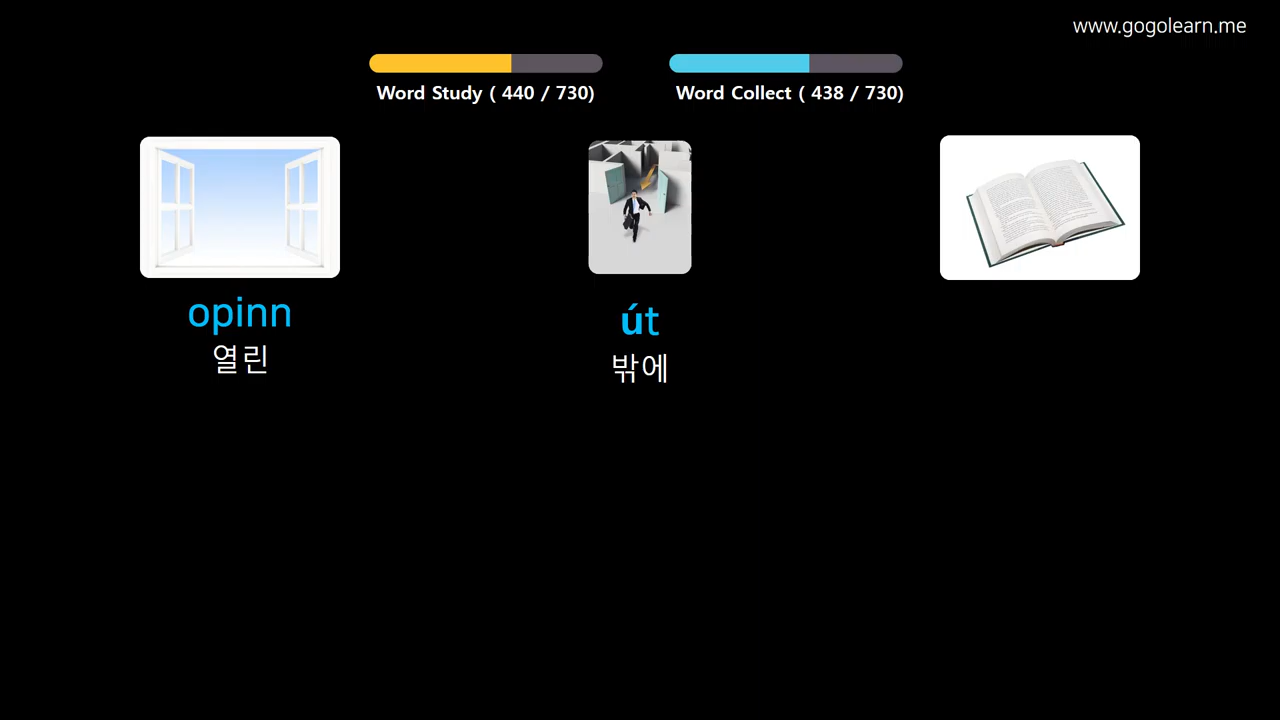 www.gogolearn.me
Word Study ( 440 / 730)
Word Collect ( 438 / 730)
opinn
열린
út
밖에